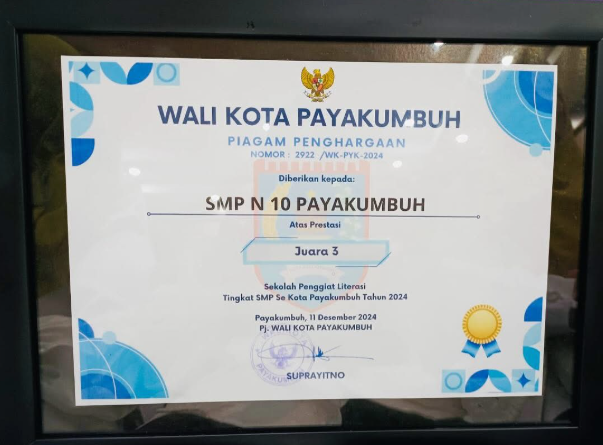 WALI KOTA PAYAKUMBUH
PIAGAM PENGHARGAAN
NOMOR : 2922 /WK-PYK-2024
Diberikan kepada:
SMP N 10 PAYAKUMBUH
Atas Prestasi
Juara 3
Sekolah Penggiat Literasi
Tingkat SMP Se Kota Payakumbuh Tahun 2024
Payakumbuh, 11 Desember 2024
Pj. WALI KOTA PAYAKUMBUH
SUPRAYITNO